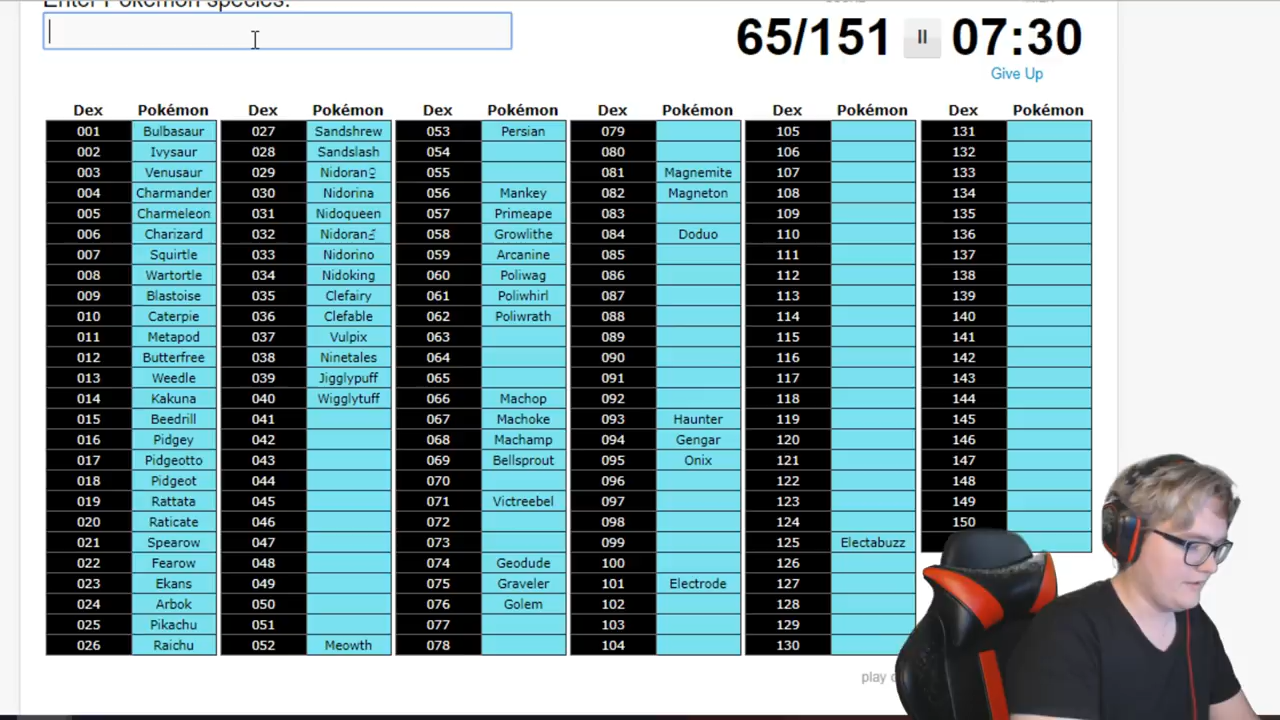 Enter Pokémon species:
65/151 07:30
Give Up
Dex Pokémon Dex Pokémon Dex Pokémon Dex Pokémon Dex Pokémon Dex Pokémon
001 Bulbasaur 027 Sandshrew 053 Persian 079 105 131
002 Ivysaur 028 Sandslash 054 080 106 132
003 Venusaur 029 Nidoran♀ 055 081 Magnemite 107 133
004 Charmander 030 Nidorina 056 Mankey 082 Magneton 108 134
005 Charmeleon 031 Nidoqueen 057 Primeape 083 109 135
006 Charizard 032 Nidoran♂ 058 Growlithe 084 Doduo 110 136
007 Squirtle 033 Nidorino 059 Arcanine 085 111 137
008 Wartortle 034 Nidoking 060 Poliwag 086 112 138
009 Blastoise 035 Clefairy 061 Poliwhirl 087 113 139
010 Caterpie 036 Clefable 062 Poliwrath 088 114 140
011 Metapod 037 Vulpix 063 089 115 141
012 Butterfree 038 Ninetales 064 090 116 142
013 Weedle 039 Jigglypuff 065 091 117 143
014 Kakuna 040 Wigglytuff 066 Machop 092 118 144
015 Beedrill 041 067 Machoke 093 Haunter 119 145
016 Pidgey 042 068 Machamp 094 Gengar 120 146
017 Pidgeotto 043 069 Bellsprout 095 Onix 121 147
018 Pidgeot 044 070 096 122 148
019 Rattata 045 071 Victreebel 097 123 149
020 Raticate 046 072 098 124 150
021 Spearow 047 073 099 125 Electabuzz
022 Fearow 048 074 Geodude 100 126
023 Ekans 049 075 Graveler 101 Electrode 127
024 Arbok 050 076 Golem 102 128
025 Pikachu 051 077 103 129
026 Raichu 052 Meowth 078 104 130
play